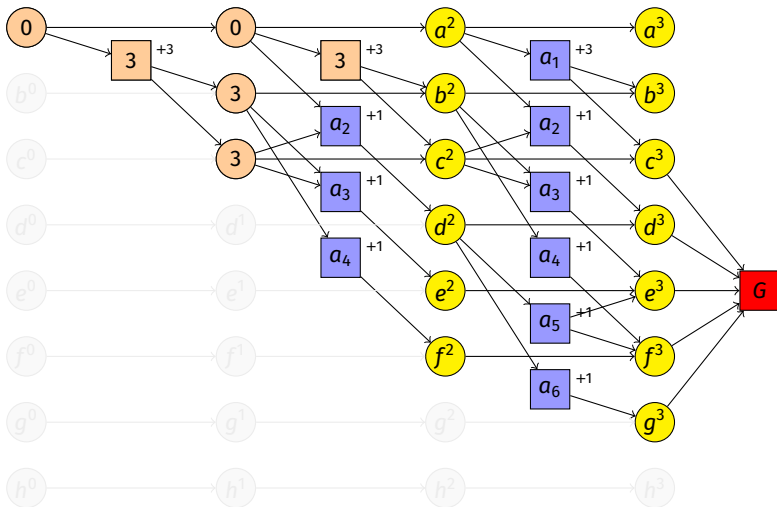 0 0 a² a³
3 +3 3 +3 a₁ +3
b⁰ 3 b² b³
a₂ +1 a₂ +1
c⁰ 3 c² c³
a₃ +1 a₃ +1
d⁰ d¹ d² d³
a₄ +1 a₄ +1
e⁰ e¹ e² e³ G
a₅ +1
f⁰ f¹ f² f³
a₆ +1
g⁰ g¹ g² g³
h⁰ h¹ h² h³